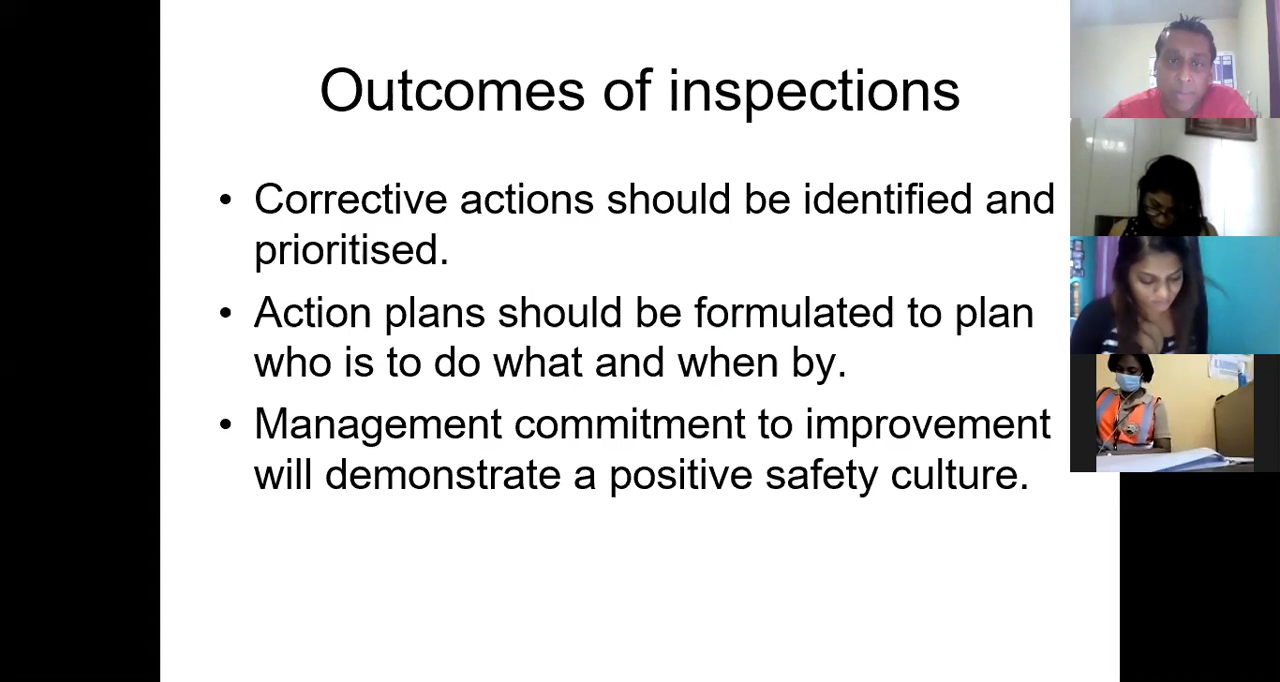 Outcomes of inspections
• Corrective actions should be identified and
prioritised.
• Action plans should be formulated to plan
who is to do what and when by.
• Management commitment to improvement
will demonstrate a positive safety culture.